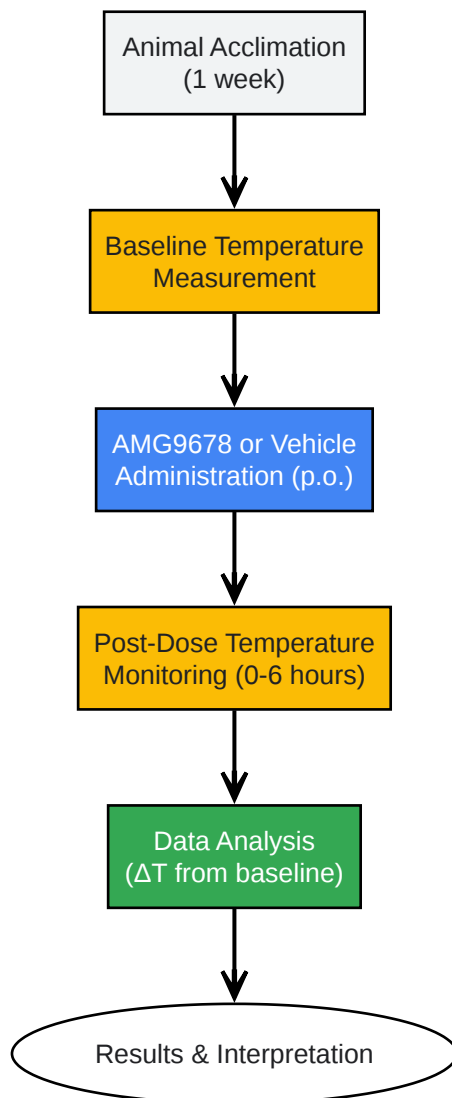 Animal Acclimation
(1 week)
Baseline Temperature
Measurement
AMG9678 or Vehicle
Administration (p.o.)
Post-Dose Temperature
Monitoring (0-6 hours)
Data Analysis
(ΔT from baseline)
Results & Interpretation